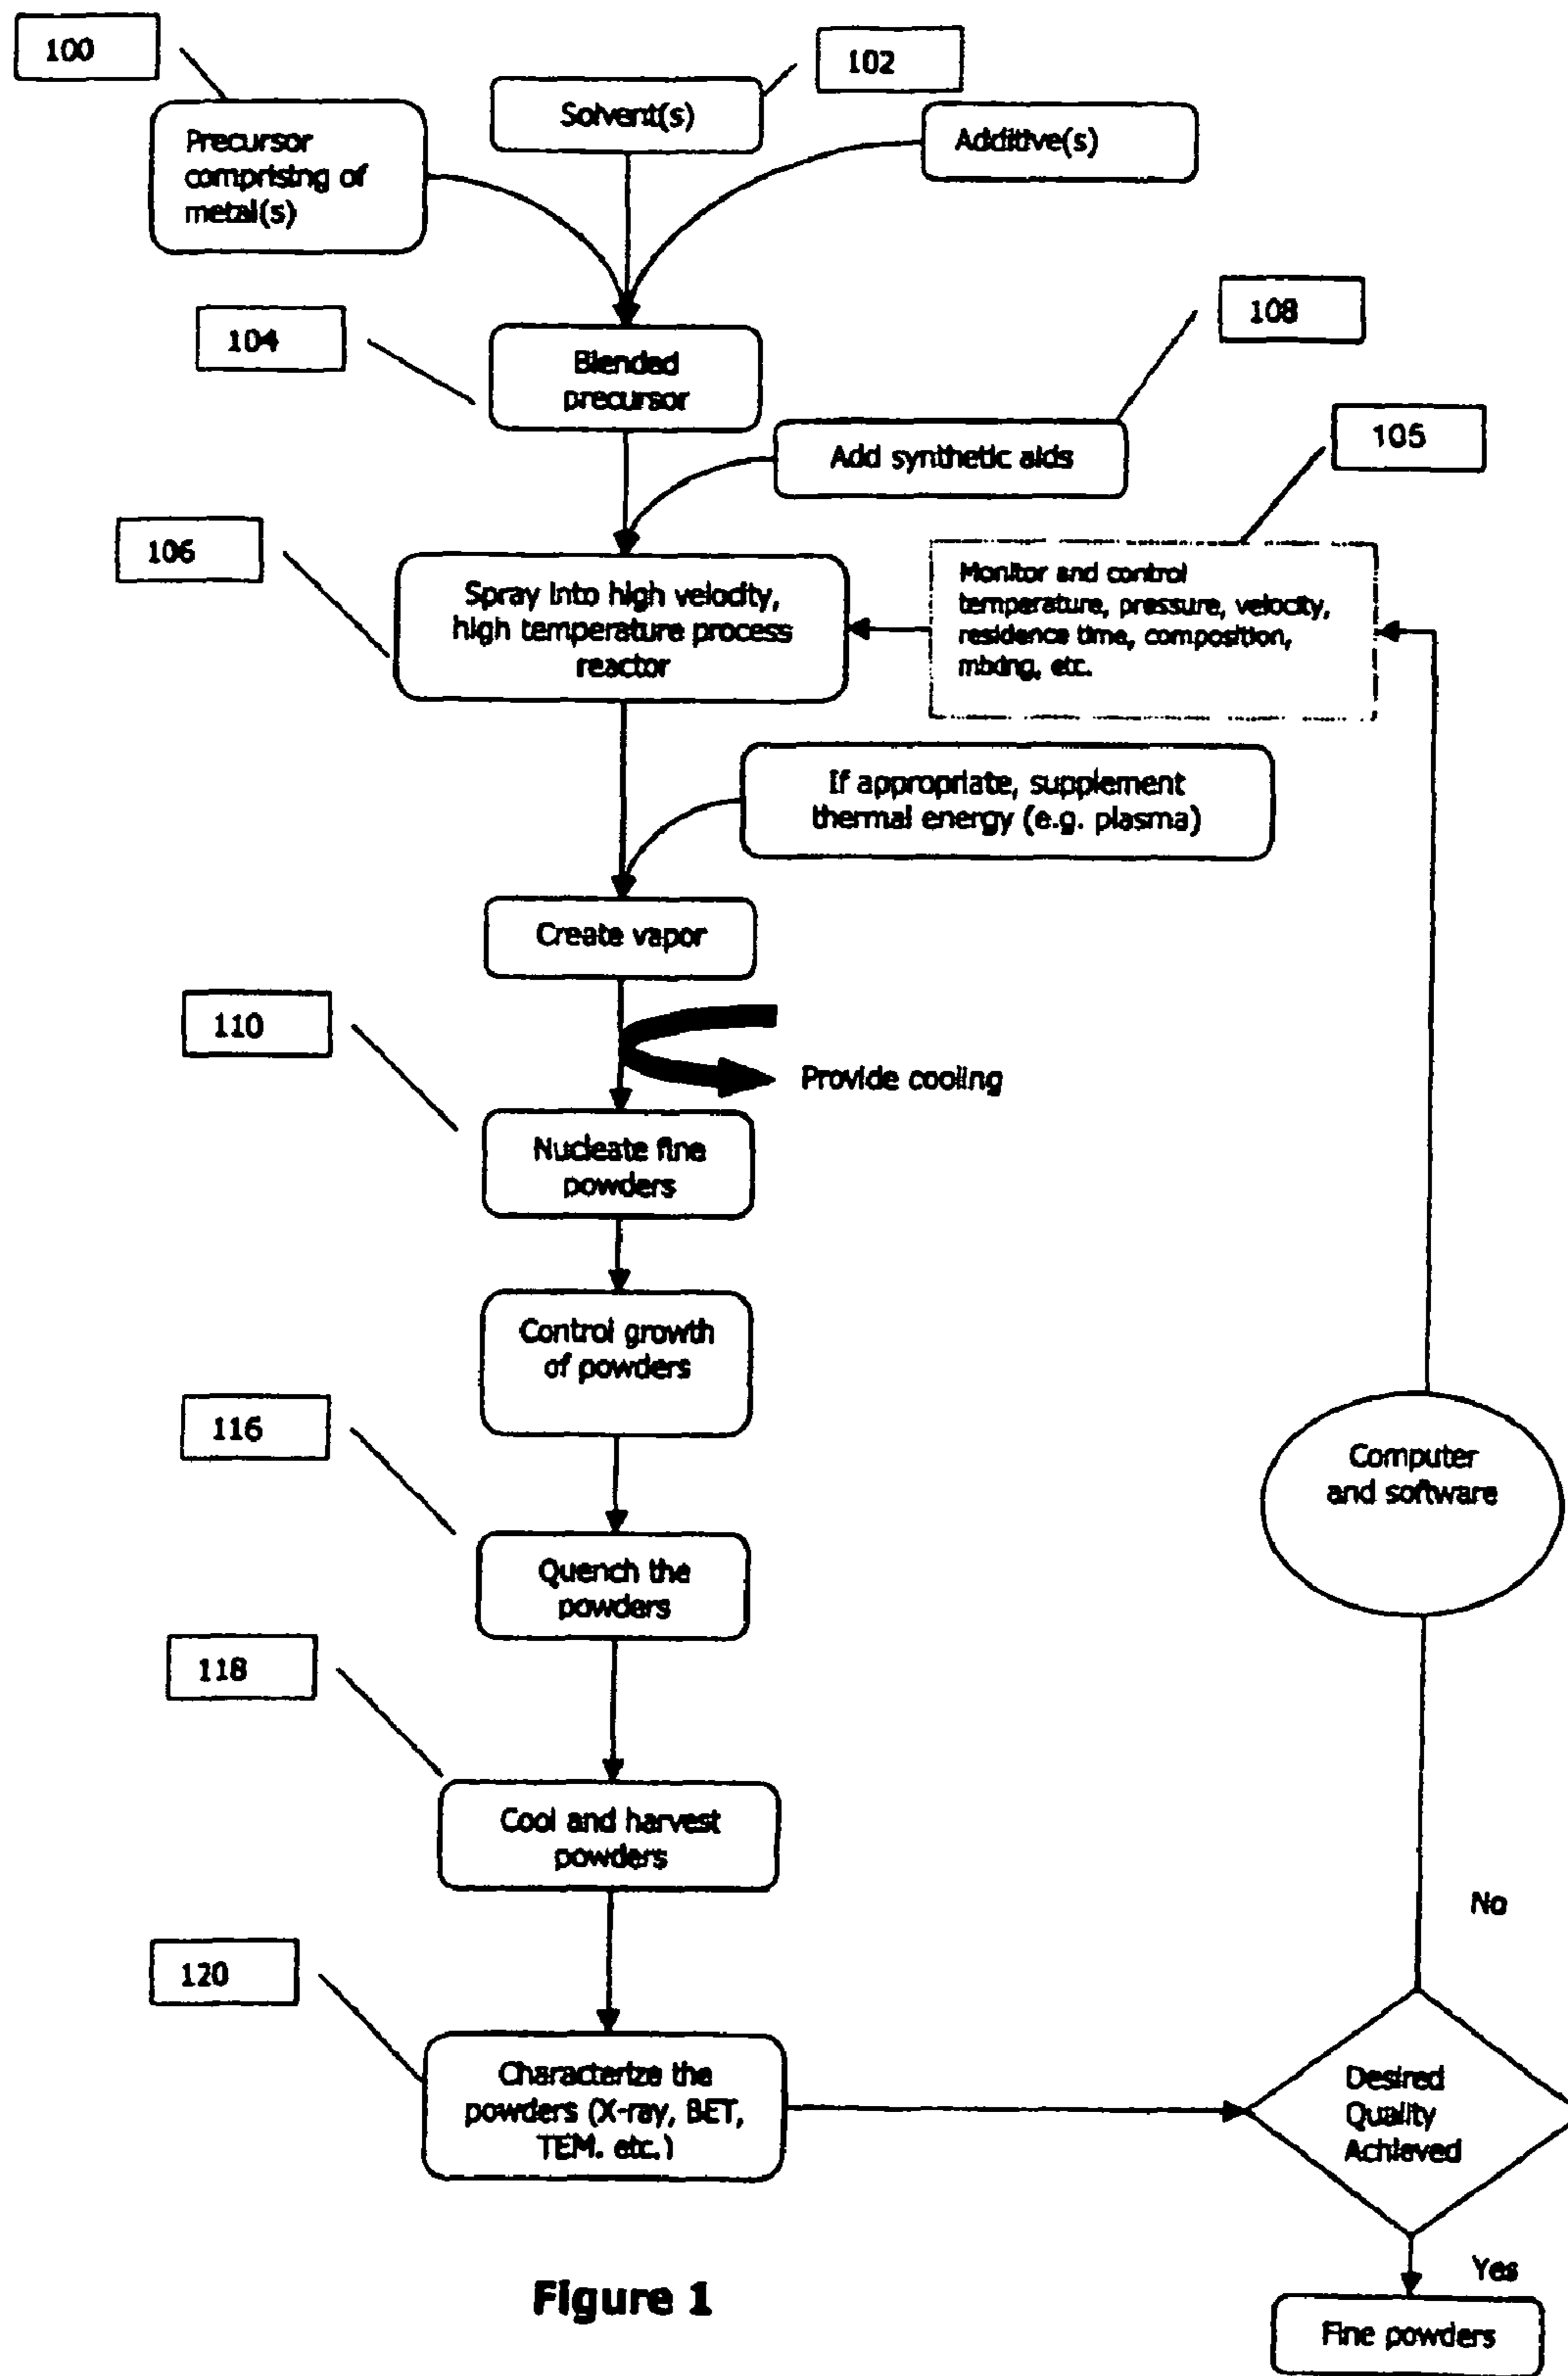 100
102
Solvent(s)
Precursor
comprising of
metal(s)
Additive(s)
108
104
Blended
precursor
105
Add synthetic aids
106
Spray into high velocity,
high temperature process
reactor
Monitor and control
temperature, pressure, velocity,
residence time, composition,
mixing, etc.
If appropriate, supplement
thermal energy (e.g. plasma)
Create vapor
110
Provide cooling
Nucleate fine
powders
Control growth
of powders
116
Computer
and software
Quench the
powders
118
Cool and harvest
powders
No
120
Characterize the
powders (X-ray, BET,
TEM. etc.)
Desired
Quality
Achieved
Yes
Figure 1
Fine powders